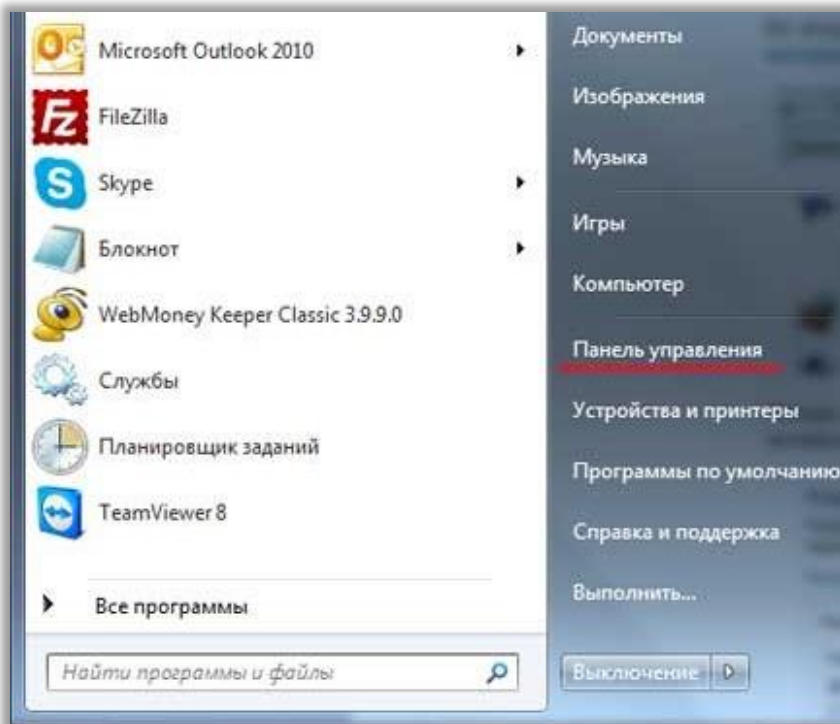 Microsoft Outlook 2010
FileZilla
Skype
Блокнот
WebMoney Keeper Classic 3.9.9.0
Службы
Планировщик заданий
TeamViewer 8
Все программы
Найти программы и файлы
Документы
Изображения
Музыка
Игры
Компьютер
Панель управления
Устройства и принтеры
Программы по умолчанию
Справка и поддержка
Выполнить...
Выключение